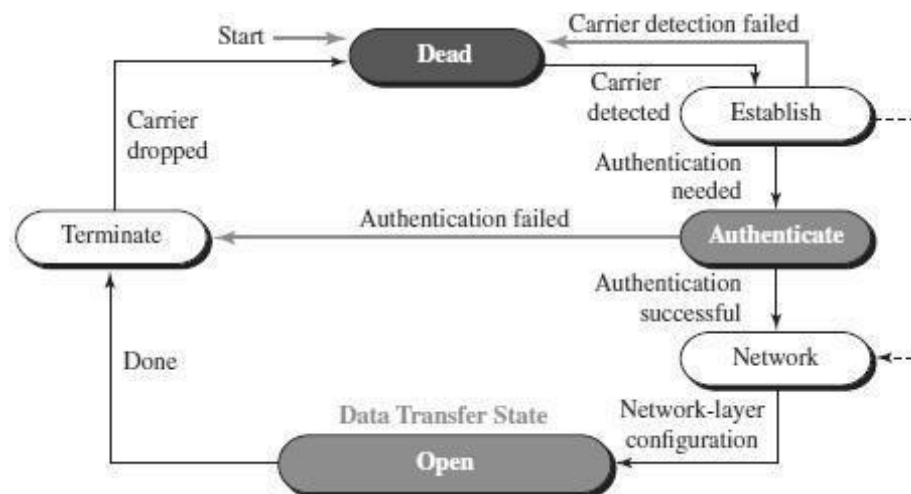 Start
Carrier detection failed
Dead
Carrier
detected
Establish
Carrier
dropped
Authentication
needed
Terminate
Authentication failed
Authenticate
Authentication
successful
Done
Network
Data Transfer State
Network-layer
configuration
Open